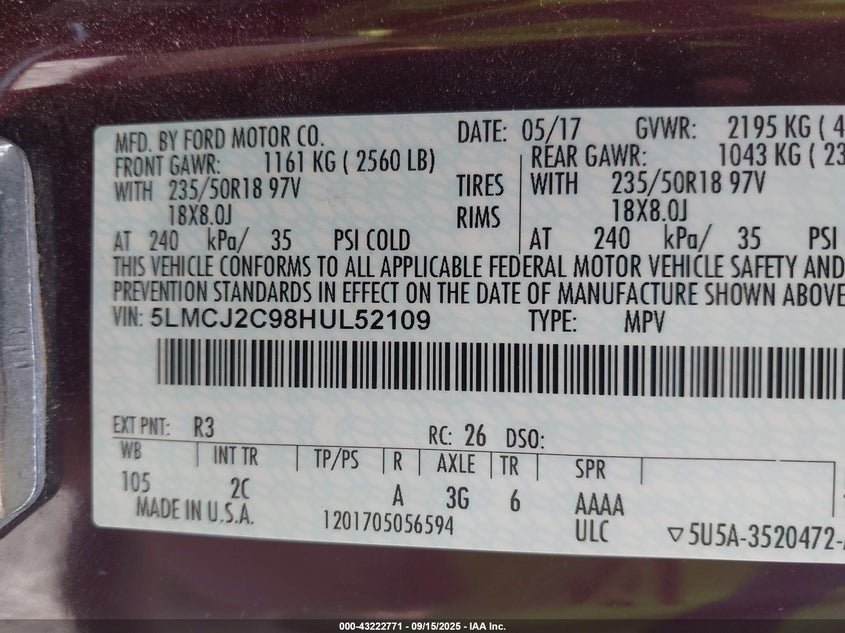 MFD. BY FORD MOTOR CO. DATE: 05/17 GVWR: 2195 KG ( 4
FRONT GAWR: 1161 KG ( 2560 LB) REAR GAWR: 1043 KG ( 23
WITH 235/50R18 97V TIRES WITH 235/50R18 97V
18X8.0J RIMS 18X8.0J
AT 240 kPa/ 35 PSI COLD AT 240 kPa/ 35 PSI
THIS VEHICLE CONFORMS TO ALL APPLICABLE FEDERAL MOTOR VEHICLE SAFETY AND
PREVENTION STANDARDS IN EFFECT ON THE DATE OF MANUFACTURE SHOWN ABOVE
VIN: 5LMCJ2C98HUL52109 TYPE: MPV
EXT PNT: R3 RC: 26 DSO:
WB INT TR TP/PS R AXLE TR SPR
105 2C A 3G 6 AAAA
MADE IN U.S.A. 1201705056594 ULC ▽5U5A-3520472-
000-43222771 - 09/15/2025 - IAA Inc.